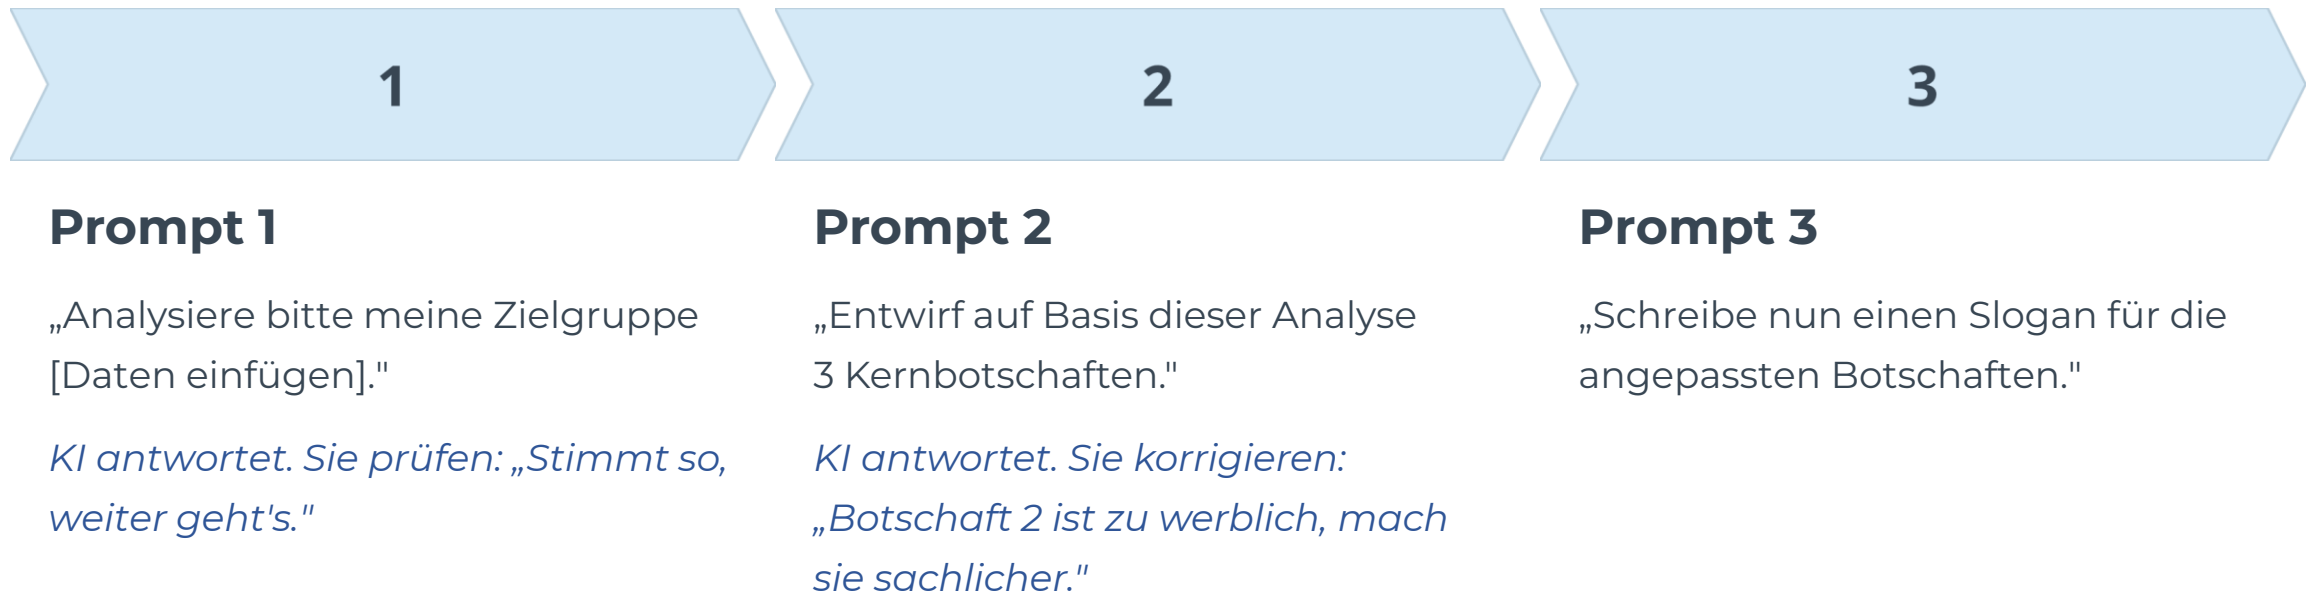 1
2
3
Prompt 1
„Analysiere bitte meine Zielgruppe
[Daten einfügen]."
KI antwortet. Sie prüfen: „Stimmt so,
weiter geht's."
Prompt 2
„Entwirf auf Basis dieser Analyse
3 Kernbotschaften."
KI antwortet. Sie korrigieren:
„Botschaft 2 ist zu werblich, mach
sie sachlicher."
Prompt 3
„Schreibe nun einen Slogan für die
angepassten Botschaften."